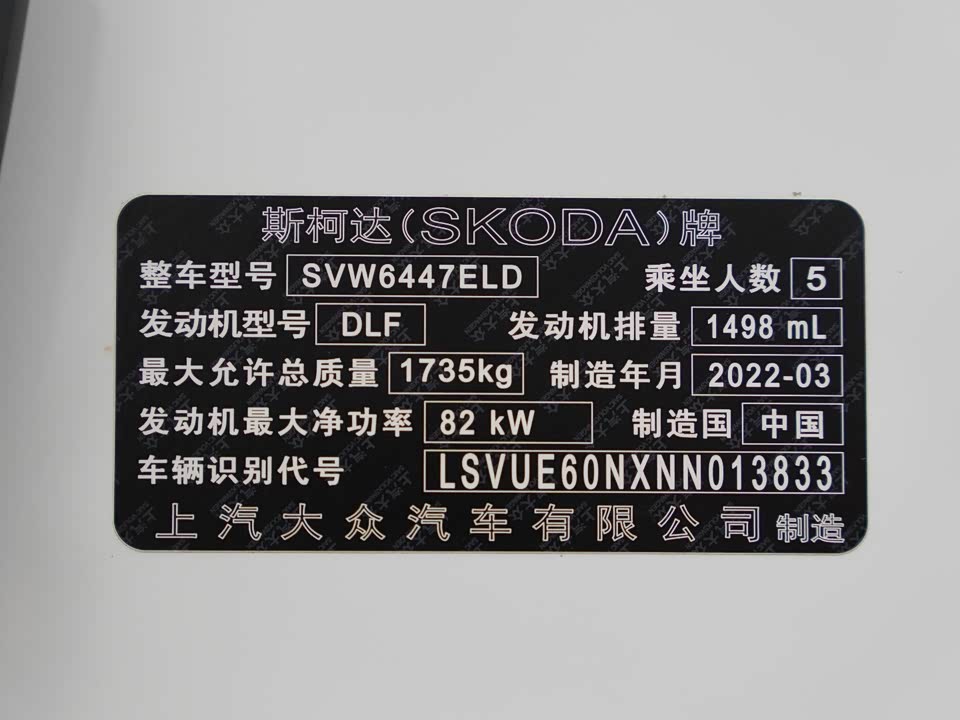 斯柯达(SKODA)牌
整车型号 SVW6447ELD 乘坐人数 5
发动机型号 DLF 发动机排量 1498 mL
最大允许总质量 1735kg 制造年月 2022-03
发动机最大净功率 82 kW 制造国 中国
车辆识别代号 LSVUE60NXNN013833
上汽大众汽车有限公司 制造